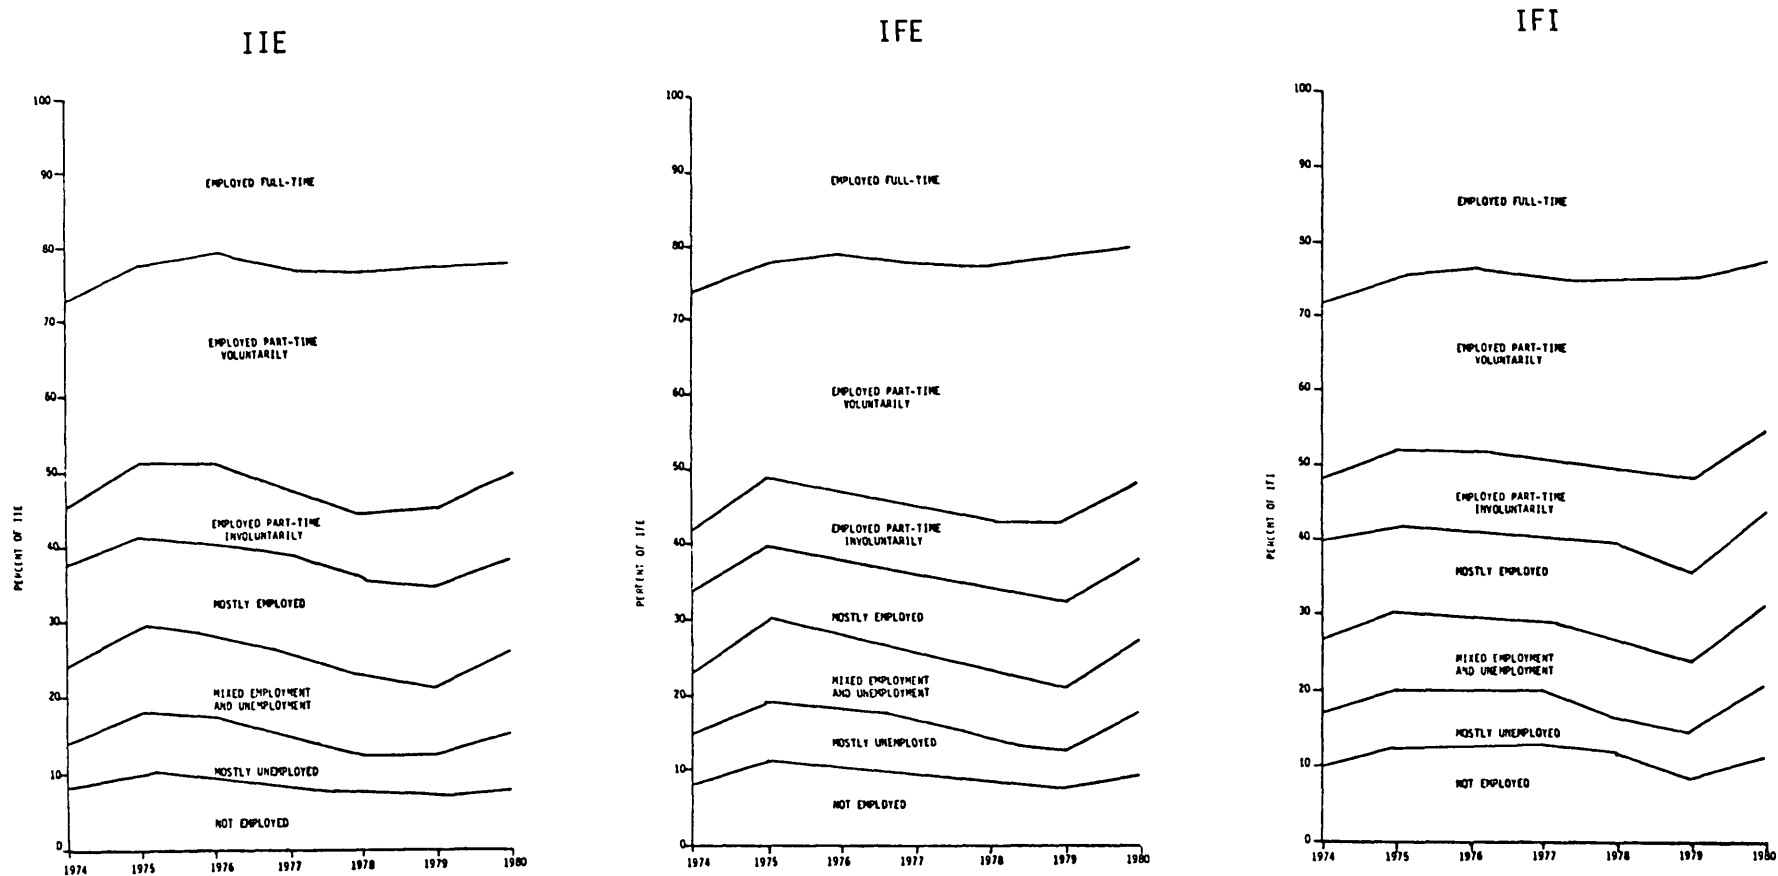 IIE
100
90
80
70
60
50
40
30
20
10
0
PERCENT OF IIE
EMPLOYED FULL-TIME
EMPLOYED PART-TIME
VOLUNTARILY
EMPLOYED PART-TIME
INVOLUNTARILY
MOSTLY EMPLOYED
MIXED EMPLOYMENT
AND UNEMPLOYMENT
MOSTLY UNEMPLOYED
NOT EMPLOYED
1974 1975 1976 1977 1978 1979 1980
IFE
100
90
80
70
60
50
40
30
20
10
0
PERCENT OF IFE
EMPLOYED FULL-TIME
EMPLOYED PART-TIME
VOLUNTARILY
EMPLOYED PART-TIME
INVOLUNTARILY
MOSTLY EMPLOYED
MIXED EMPLOYMENT
AND UNEMPLOYMENT
MOSTLY UNEMPLOYED
NOT EMPLOYED
1974 1975 1976 1977 1978 1979 1980
IFI
100
90
80
70
60
50
40
30
20
10
0
PERCENT OF IFI
EMPLOYED FULL-TIME
EMPLOYED PART-TIME
VOLUNTARILY
EMPLOYED PART-TIME
INVOLUNTARILY
MOSTLY EMPLOYED
MIXED EMPLOYMENT
AND UNEMPLOYMENT
MOSTLY UNEMPLOYED
NOT EMPLOYED
1974 1975 1976 1977 1978 1979 1980